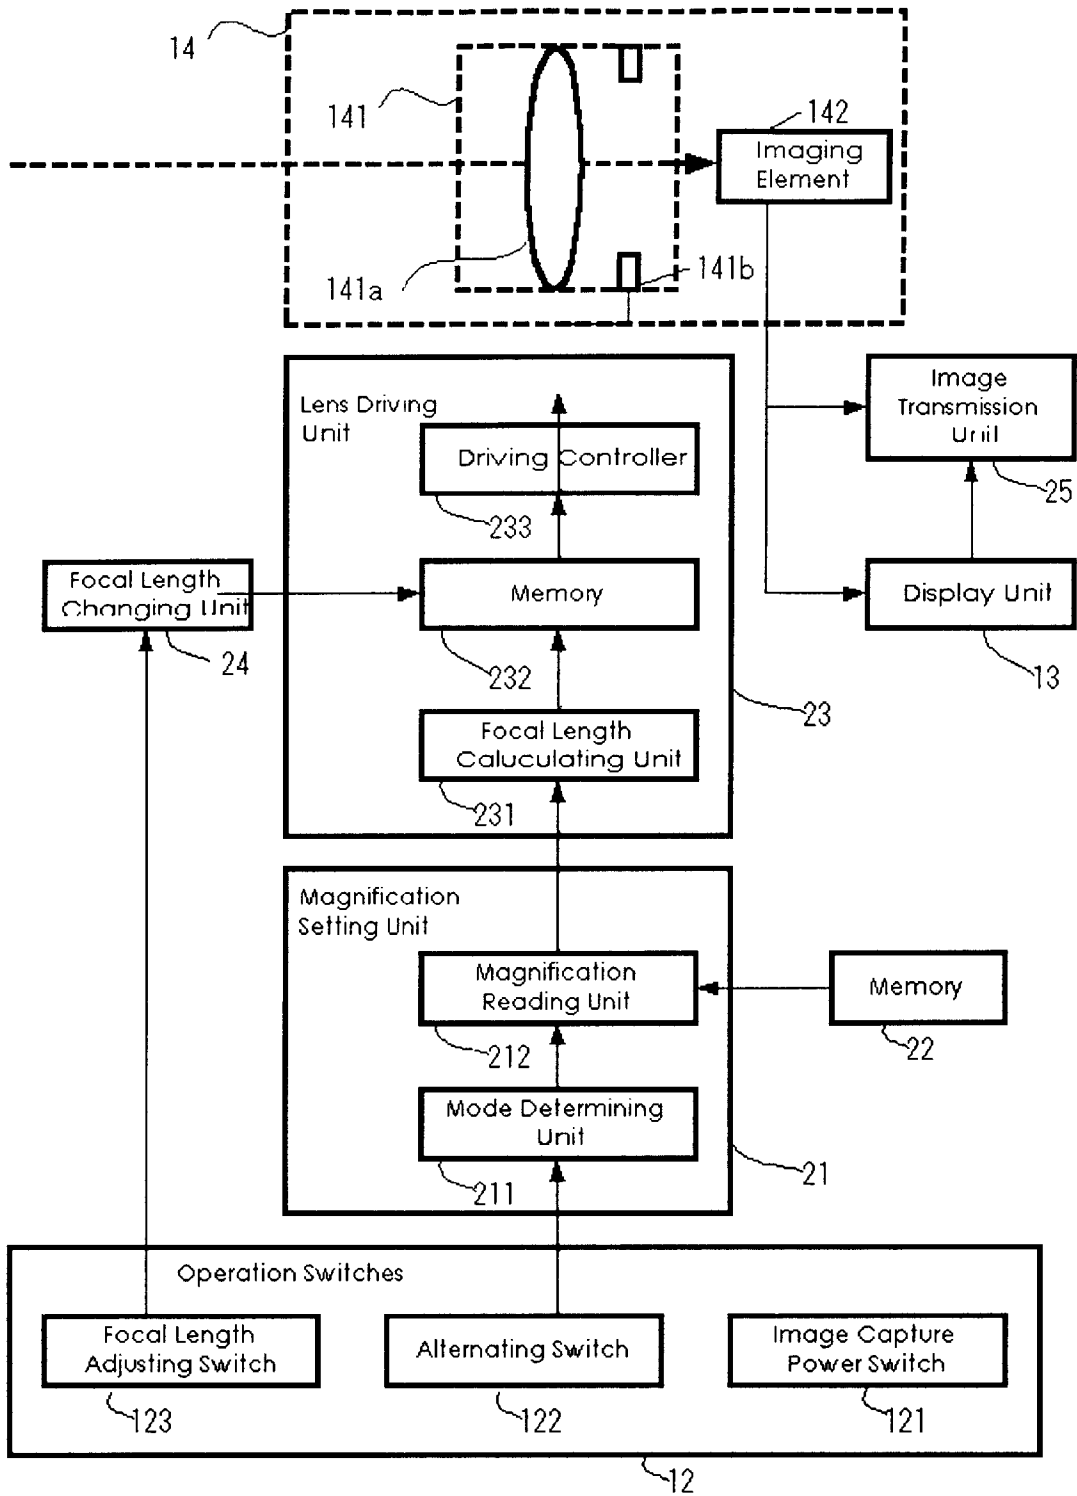 14
141
142
Imaging
Element
141a
141b
Lens Driving
Unit
Driving Controller
233
Image
Transmission
Unit
25
Focal Length
Changing Unit
24
Memory
232
Display Unit
13
23
Focal Length
Caluculating Unit
231
Magnification
Setting Unit
Magnification
Reading Unit
212
Memory
22
Mode Determining
Unit
211
21
Operation Switches
Focal Length
Adjusting Switch
123
Alternating Switch
122
Image Capture
Power Switch
121
12